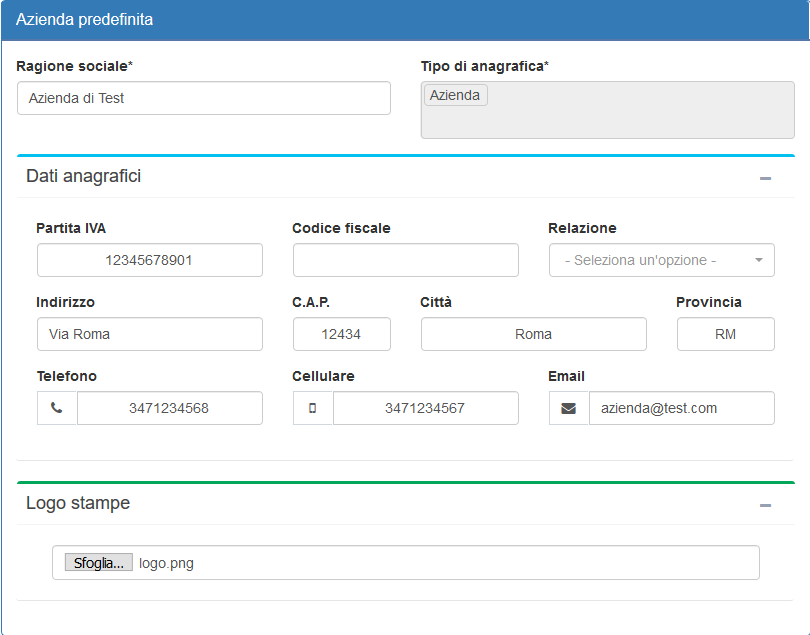 Azienda predefinita
Ragione sociale* Tipo di anagrafica*
Azienda di Test Azienda
Dati anagrafici
Partita IVA Codice fiscale Relazione
12345678901 - Seleziona un'opzione -
Indirizzo C.A.P. Città Provincia
Via Roma 12434 Roma RM
Telefono Cellulare Email
3471234568 3471234567 azienda@test.com
Logo stampe
Sfoglia... logo.png